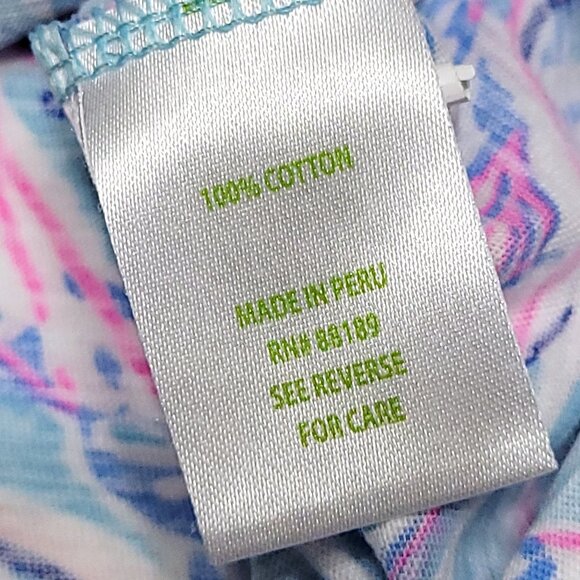 100% COTTON
MADE IN PERU
RN# 88189
SEE REVERSE
FOR CARE